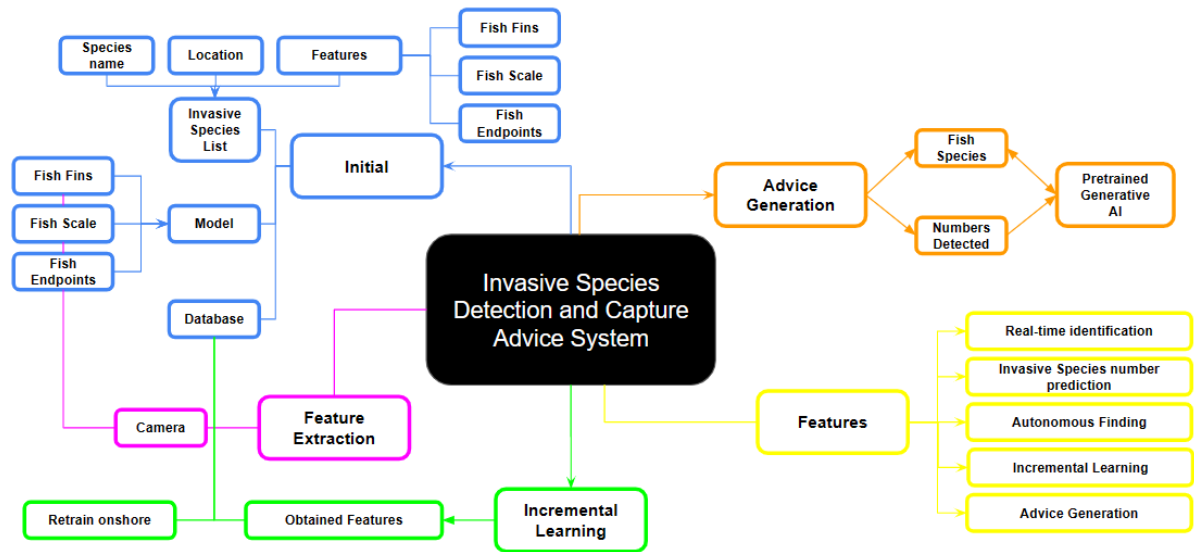 Species
name
Location
Features
Fish Fins
Fish Scale
Fish
Endpoints
Invasive
Species
List
Initial
Fish Fins
Fish Scale
Fish
Endpoints
Model
Database
Camera
Feature
Extraction
Retrain onshore
Obtained Features
Incremental
Learning
Invasive Species
Detection and Capture
Advice System
Advice
Generation
Fish
Species
Numbers
Detected
Pretrained
Generative
AI
Features
Real-time identification
Invasive Species number
prediction
Autonomous Finding
Incremental Learning
Advice Generation